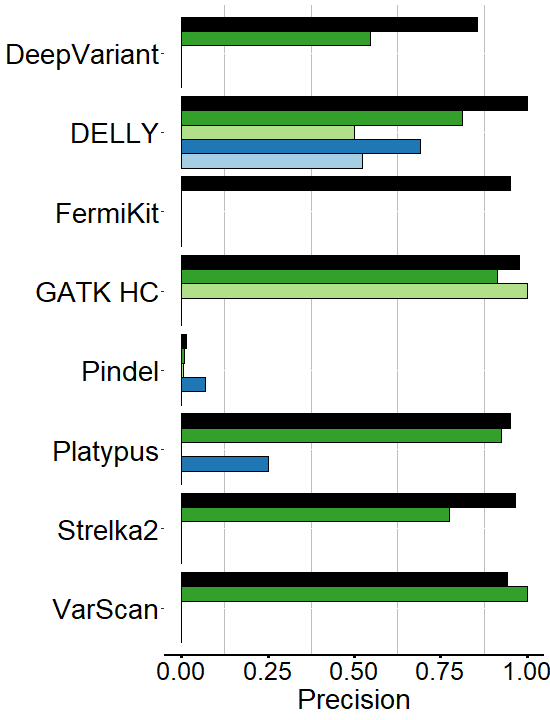 DeepVariant
DELLY
FermiKit
GATK HC
Pindel
Platypus
Strelka2
VarScan
0.00 0.25 0.50 0.75 1.00
Precision